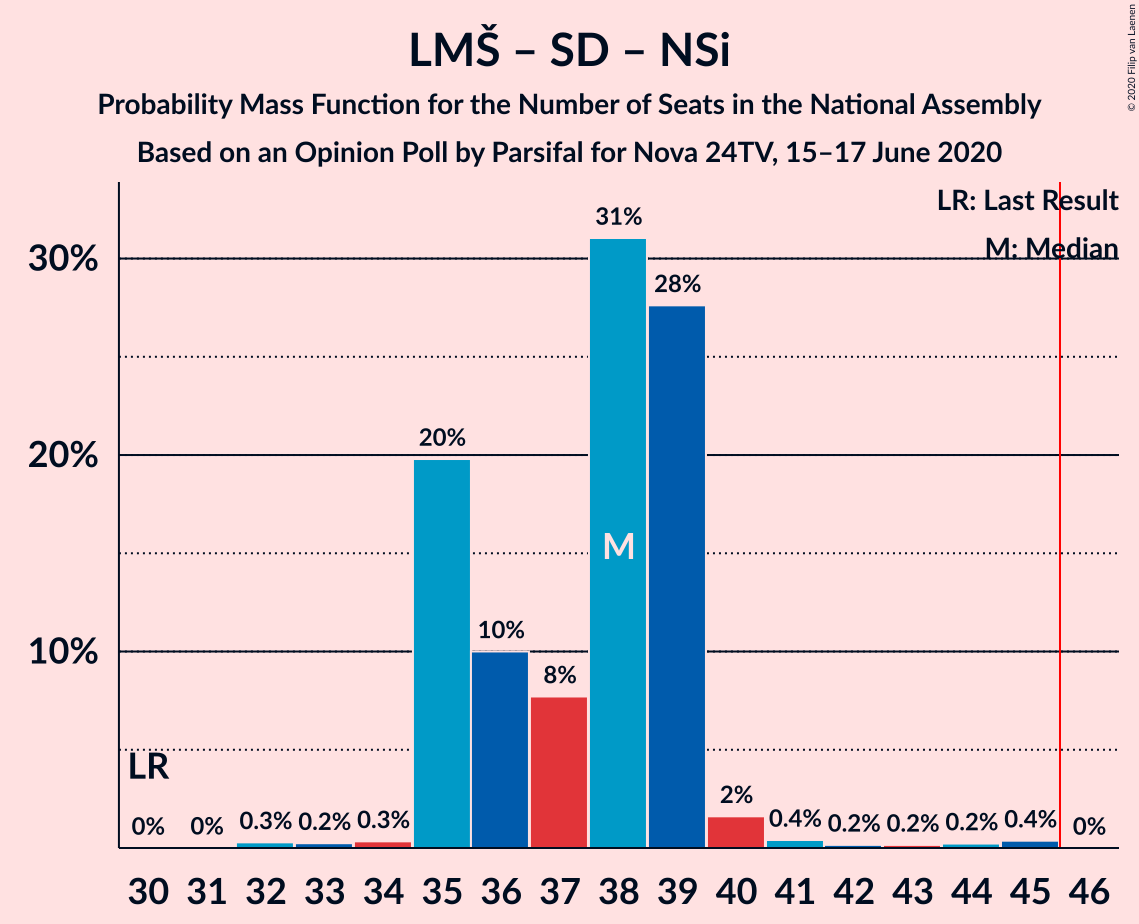 © 2020 Filip van Laenen
LMŠ – SD – NSi
Probability Mass Function for the Number of Seats in the National Assembly
Based on an Opinion Poll by Parsifal for Nova 24TV, 15–17 June 2020
LR: Last Result
M: Median
30%
20%
10%
LR
M
0% 0% 0.3% 0.2% 0.3% 20% 10% 8% 31% 28% 2% 0.4% 0.2% 0.2% 0.2% 0.4% 0%
30 31 32 33 34 35 36 37 38 39 40 41 42 43 44 45 46